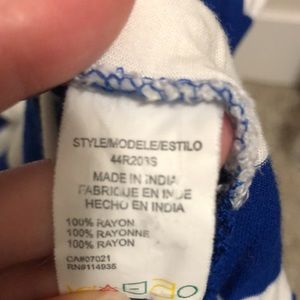 STYLE/MODELE/ESTILO
44R203S
MADE IN INDIA
FABRIQUE EN INDE
HECHO EN INDIA
100% RAYON
100% RAYONNE
100% RAYON
CA#07021
RN#114935